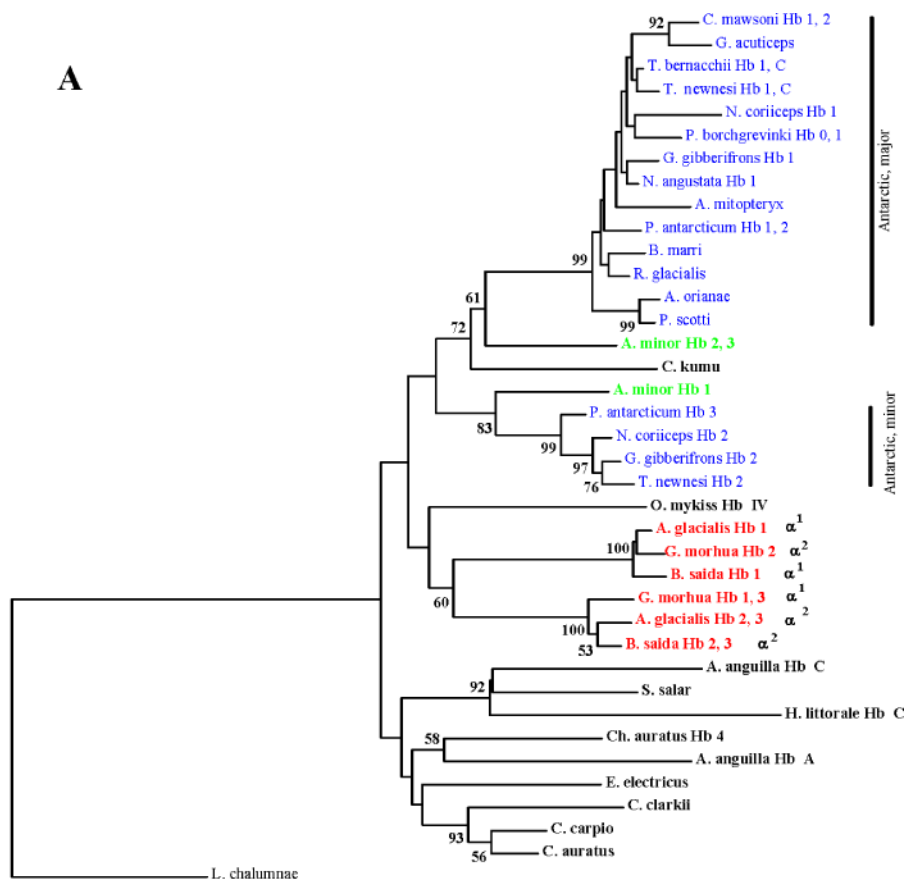 A
92
C. mawsoni Hb 1, 2
G. acuticeps
T. bernacchii Hb 1, C
T. newnesi Hb 1, C
N. coriiceps Hb 1
P. borchgrevinki Hb 0, 1
G. gibberifrons Hb 1
N. angustata Hb 1
A. mitopteryx
P. antarcticum Hb 1, 2
B. marri
99
R. glacialis
A. orianae
61
99
P. scotti
72
A. minor Hb 2, 3
C. kumu
Antarctic, major
A. minor Hb 1
P. antarcticum Hb 3
83
N. coriiceps Hb 2
99
G. gibberifrons Hb 2
97
T. newnesi Hb 2
76
Antarctic, minor
O. mykiss Hb IV
A. glacialis Hb 1 α1
100
G. morhua Hb 2 α2
B. saida Hb 1 α1
60
G. morhua Hb 1, 3 α1
A. glacialis Hb 2, 3 α2
100
B. saida Hb 2, 3 α2
53
A. anguilla Hb C
92
S. salar
H. littorale Hb C
Ch. auratus Hb 4
58
A. anguilla Hb A
E. electricus
C. clarkii
93
C. carpio
56
C. auratus
L. chalumnae